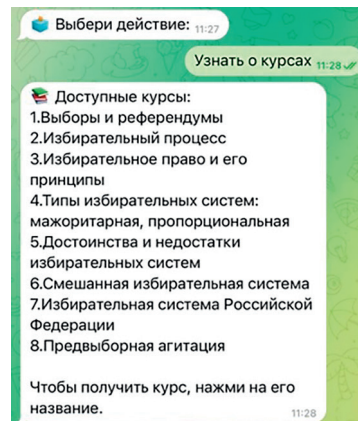 Выбери действие: 11:27
Узнать о курсах 11:28
Доступные курсы:
1.Выборы и референдумы
2.Избирательный процесс
3.Избирательное право и его
принципы
4.Типы избирательных систем:
мажоритарная, пропорциональная
5.Достоинства и недостатки
избирательных систем
6.Смешанная избирательная система
7.Избирательная система Российской
Федерации
8.Предвыборная агитация
Чтобы получить курс, нажми на его
название. 11:28